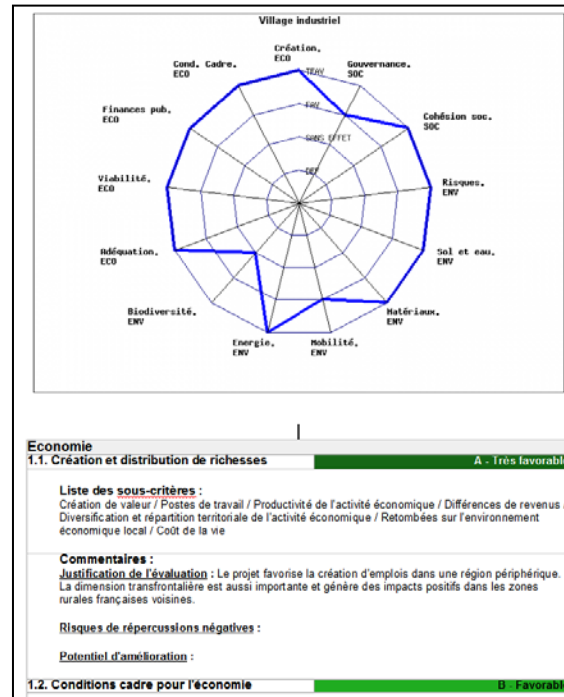 Village industriel
Création.
ECO
Cond. Cadre.
ECO
Gouvernance.
SOC
TFAV
Finances pub.
ECO
FAV
Cohésion soc.
SOC
SANS EFFET
DEF
Viabilité.
ECO
Risques.
ENV
Adéquation.
ECO
Sol et eau.
ENV
Biodiversité.
ENV
Matériaux.
ENV
Energie.
ENV
Mobilité.
ENV
Economie
1.1. Création et distribution de richesses A - Très favorable
Liste des sous-critères :
Création de valeur / Postes de travail / Productivité de l'activité économique / Différences de revenus /
Diversification et répartition territoriale de l'activité économique / Retombées sur l'environnement
économique local / Coût de la vie
Commentaires :
Justification de l'évaluation : Le projet favorise la création d'emplois dans une région périphérique.
La dimension transfrontalière est aussi importante et génère des impacts positifs dans les zones
rurales françaises voisines.
Risques de répercussions négatives :
Potentiel d'amélioration :
1.2. Conditions cadre pour l'économie B - Favorable